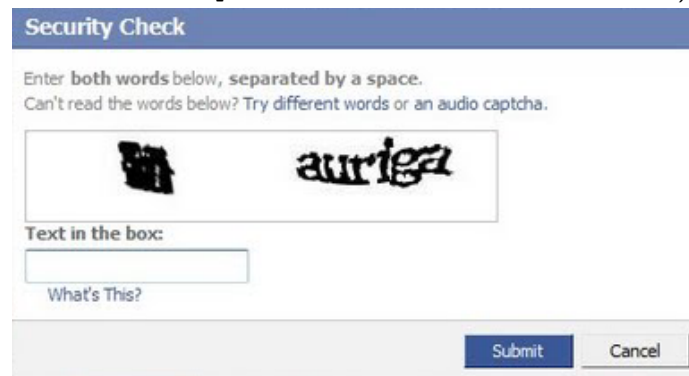 Security Check
Enter both words below, separated by a space.
Can't read the words below? Try different words or an audio captcha.
auriga
Text in the box:
What's This?
Submit Cancel